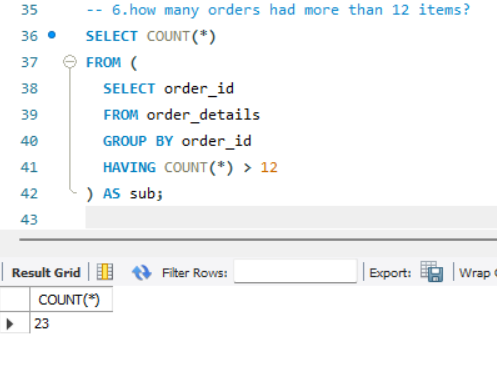 35 -- 6.how many orders had more than 12 items?
36 SELECT COUNT(*)
37 FROM (
38 SELECT order_id
39 FROM order_details
40 GROUP BY order_id
41 HAVING COUNT(*) > 12
42 ) AS sub;
43
Result Grid Filter Rows: Export: Wrap
COUNT(*)
23